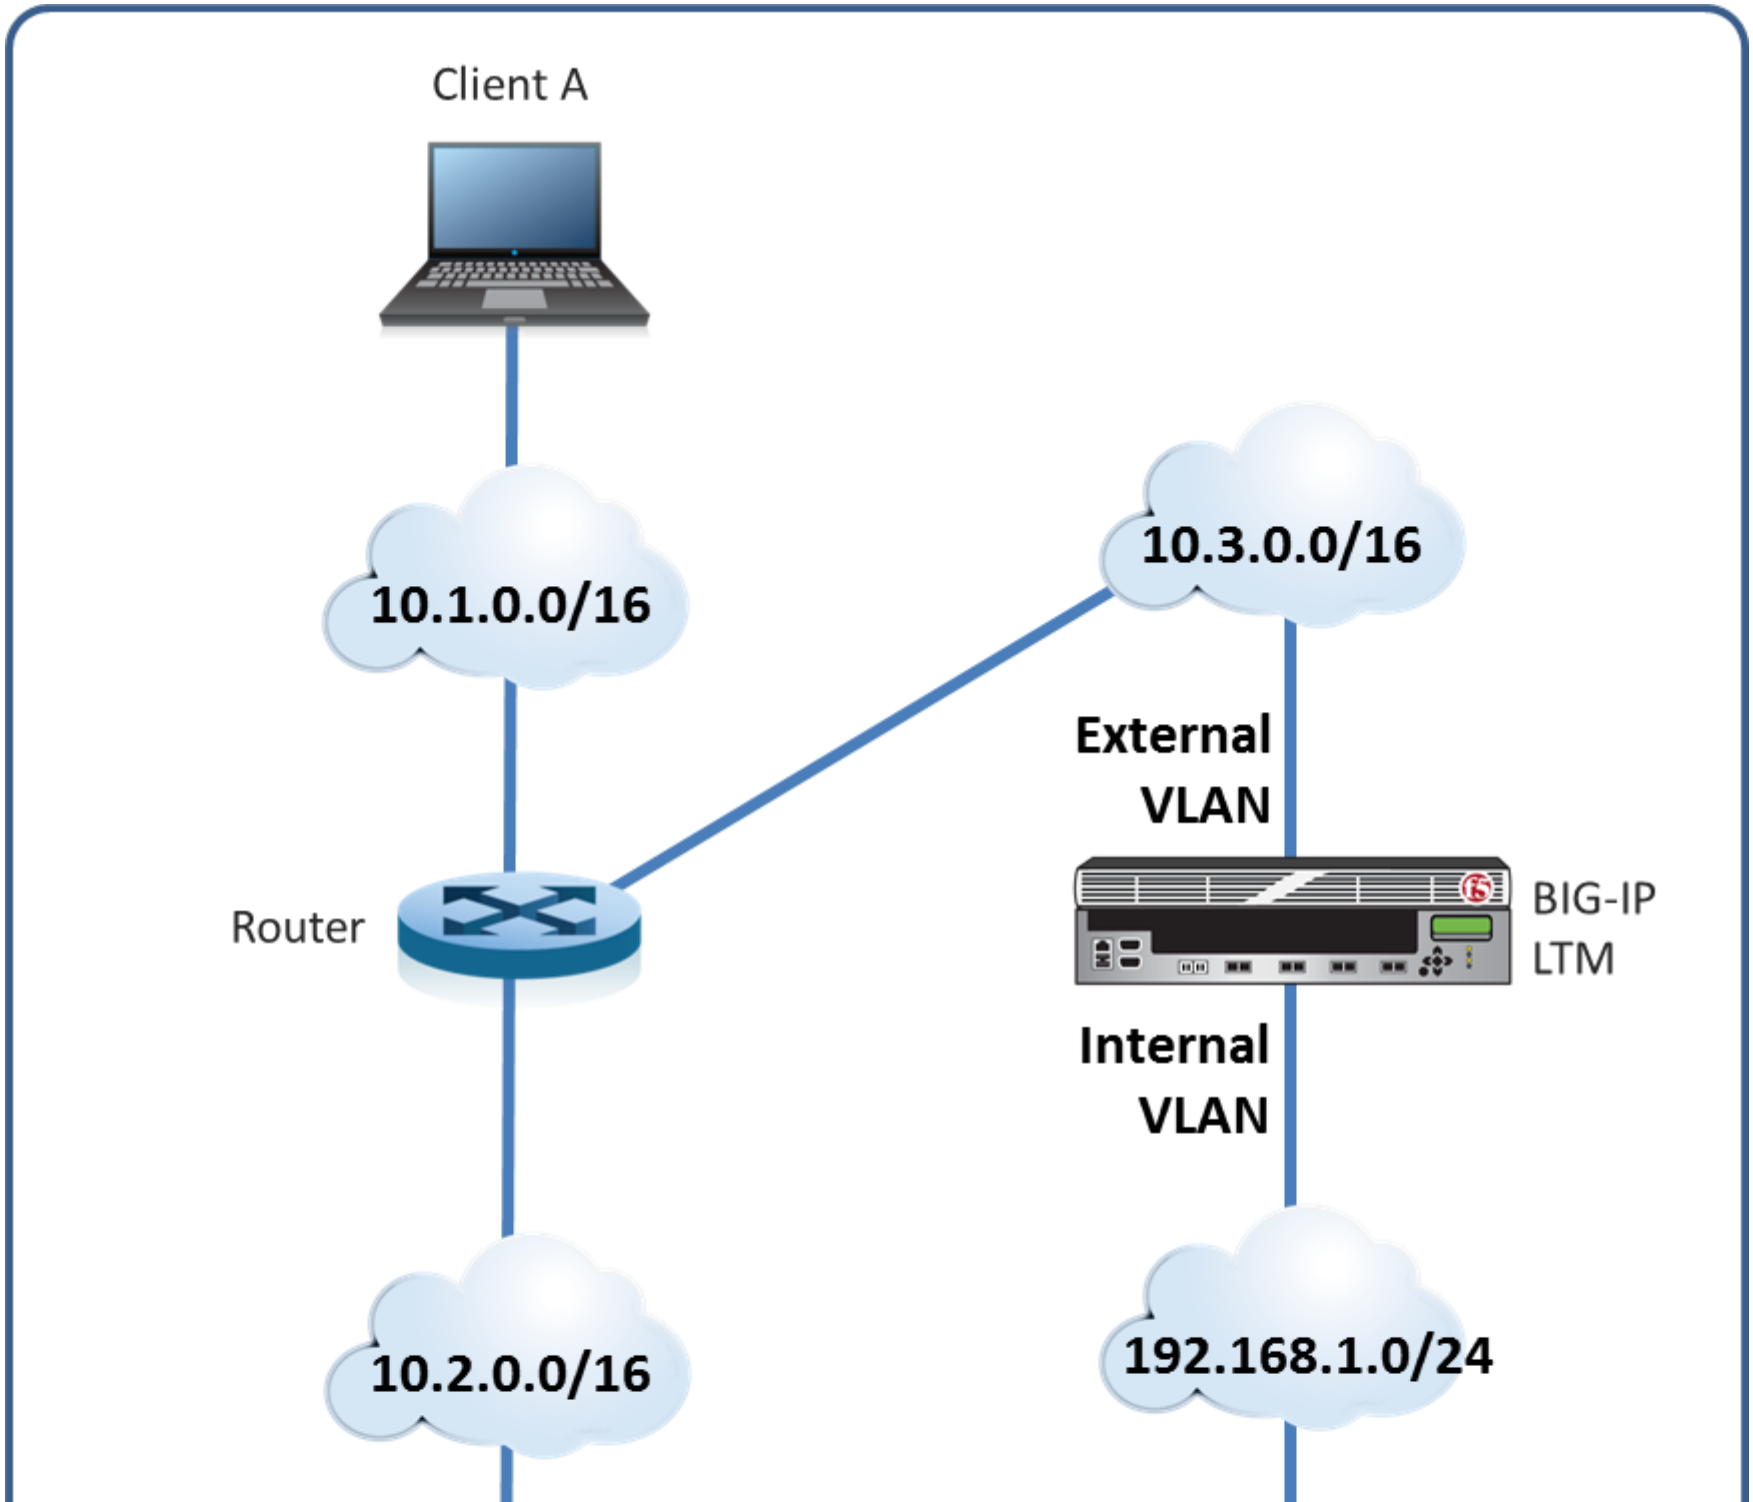 Client A
10.1.0.0/16
10.3.0.0/16
External
VLAN
Router
f5
BIG-IP
LTM
Internal
VLAN
10.2.0.0/16
192.168.1.0/24